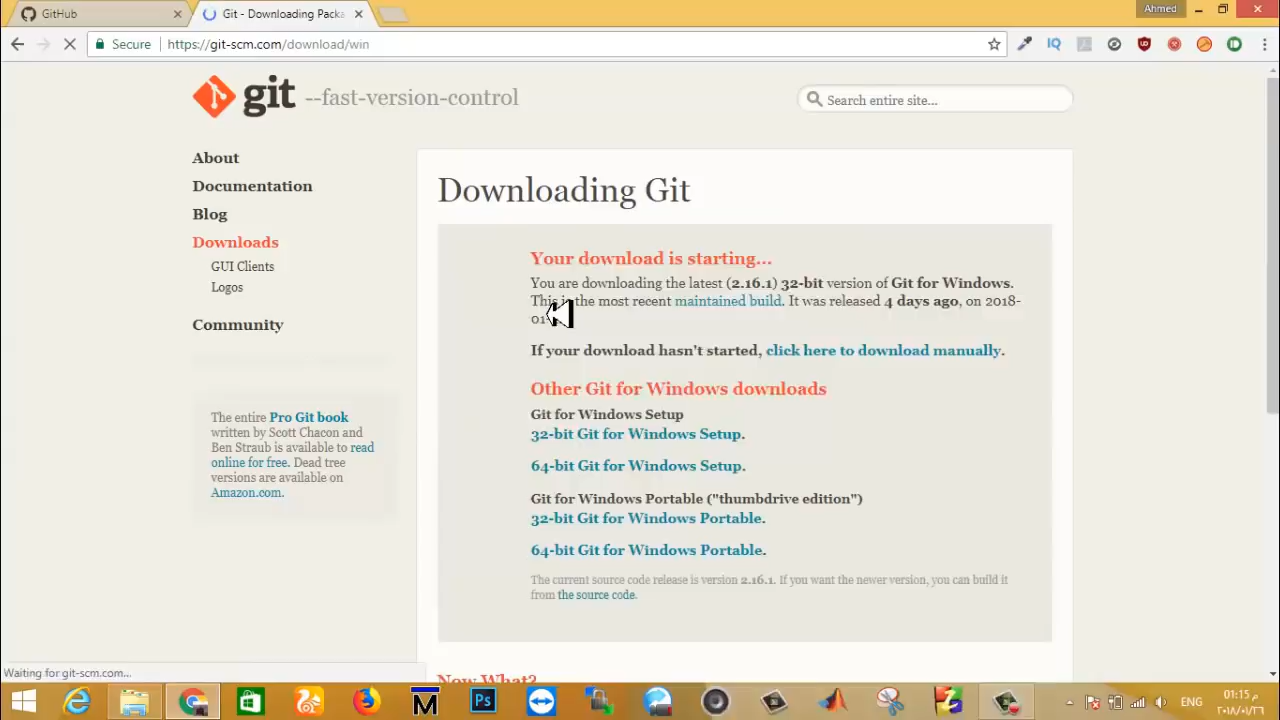 GitHub
Git - Downloading Packa
Ahmed
Secure
https://git-scm.com/download/win
git --fast-version-control
Search entire site...
About
Documentation
Blog
Downloads
GUI Clients
Logos
Community
The entire Pro Git book
written by Scott Chacon and
Ben Straub is available to read
online for free. Dead tree
versions are available on
Amazon.com.
Downloading Git
Your download is starting...
You are downloading the latest (2.16.1) 32-bit version of Git for Windows.
This is the most recent maintained build. It was released 4 days ago, on 2018-
01-
If your download hasn't started, click here to download manually.
Other Git for Windows downloads
Git for Windows Setup
32-bit Git for Windows Setup.
64-bit Git for Windows Setup.
Git for Windows Portable ("thumbdrive edition")
32-bit Git for Windows Portable.
64-bit Git for Windows Portable.
The current source code release is version 2.16.1. If you want the newer version, you can build it
from the source code.
Now What?
Waiting for git-scm.com...
ENG
01:15 م
٢٠١٨/٠١/٢٦